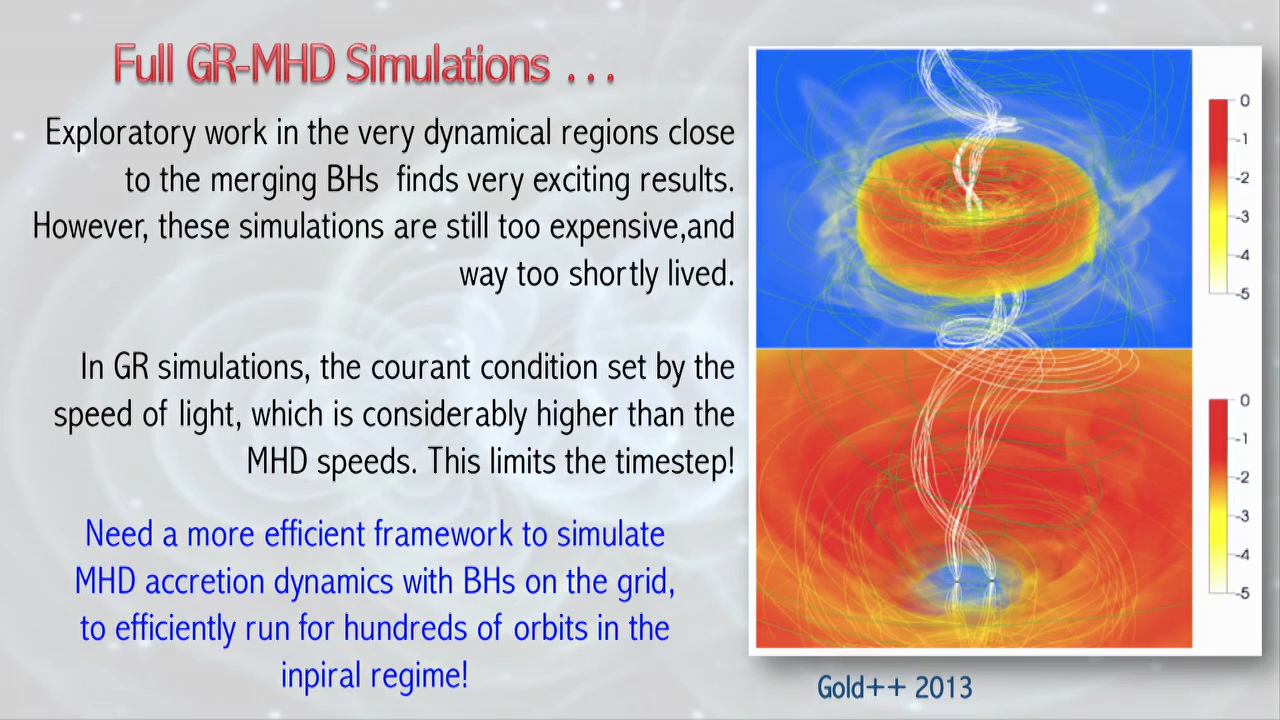 Full GR-MHD Simulations ...
Exploratory work in the very dynamical regions close
to the merging BHs finds very exciting results.
However, these simulations are still too expensive,and
way too shortly lived.
In GR simulations, the courant condition set by the
speed of light, which is considerably higher than the
MHD speeds. This limits the timestep!
Need a more efficient framework to simulate
MHD accretion dynamics with BHs on the grid,
to efficiently run for hundreds of orbits in the
inpiral regime!
0
-1
-2
-3
-4
-5
0
-1
-2
-3
-4
-5
Gold++ 2013